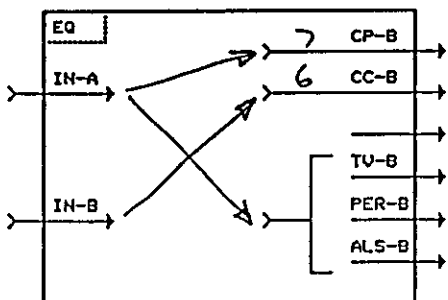 EQ
7 CP-B
IN-A 6 CC-B
TV-B
IN-B PER-B
ALS-B